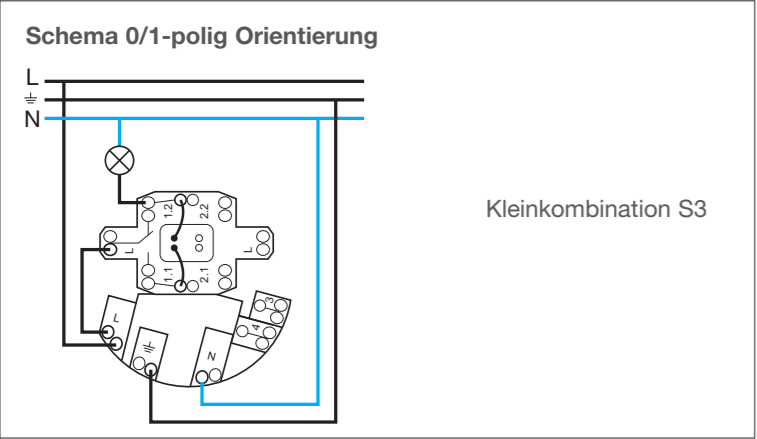 Schema 0/1-polig Orientierung
L
N
Kleinkombination S3
1.2
2.2
L
L
1.1
2.1
L
N
3
4